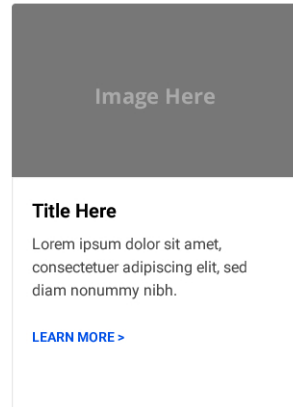 Image Here
Title Here
Lorem ipsum dolor sit amet,
consectetuer adipiscing elit, sed
diam nonummy nibh.
LEARN MORE >